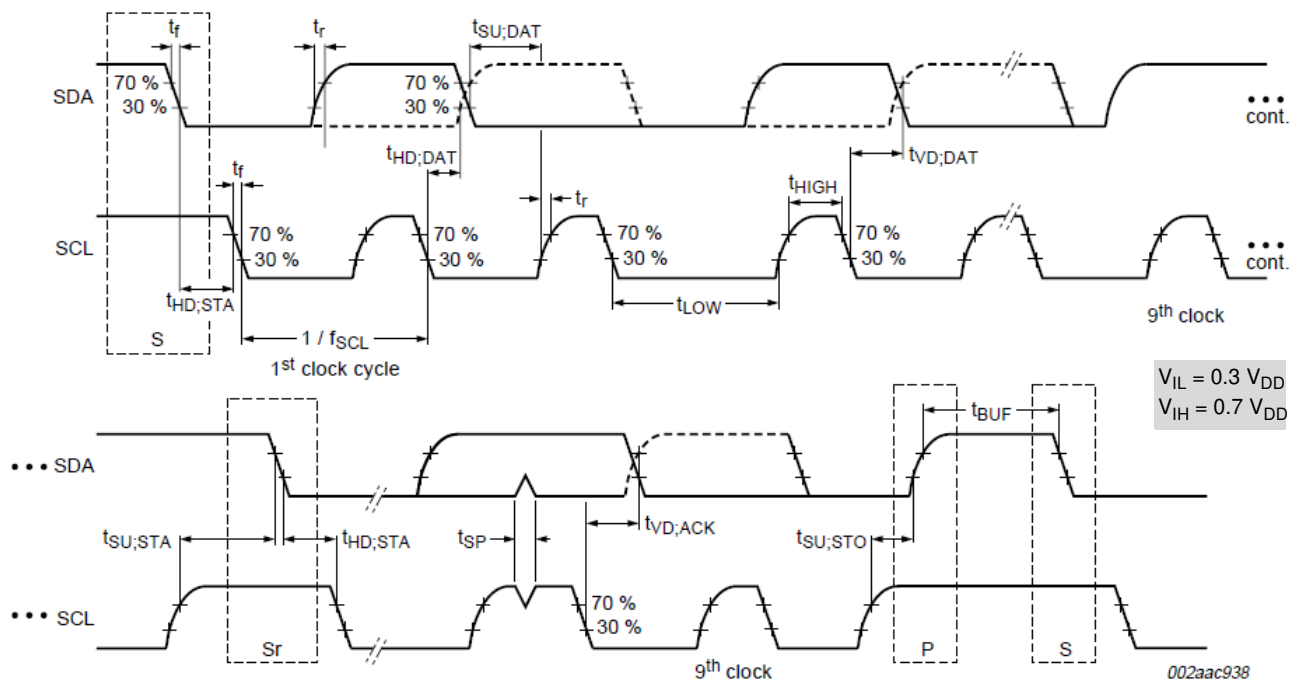 tf
tr
tSU;DAT
70 %
30 %
70 %
30 %
SDA
cont.
tHD;DAT
tVD;DAT
tf
tr
tHIGH
70 %
30 %
70 %
30 %
70 %
30 %
70 %
30 %
SCL
cont.
tHD;STA
tLOW
9th clock
S
1 / fSCL
1st clock cycle
VIL = 0.3 VDD
VIH = 0.7 VDD
tBUF
••• SDA
tSU;STA
tHD;STA
tSP
tVD;ACK
tSU;STO
70 %
30 %
••• SCL
Sr
9th clock
P
S
002aac938